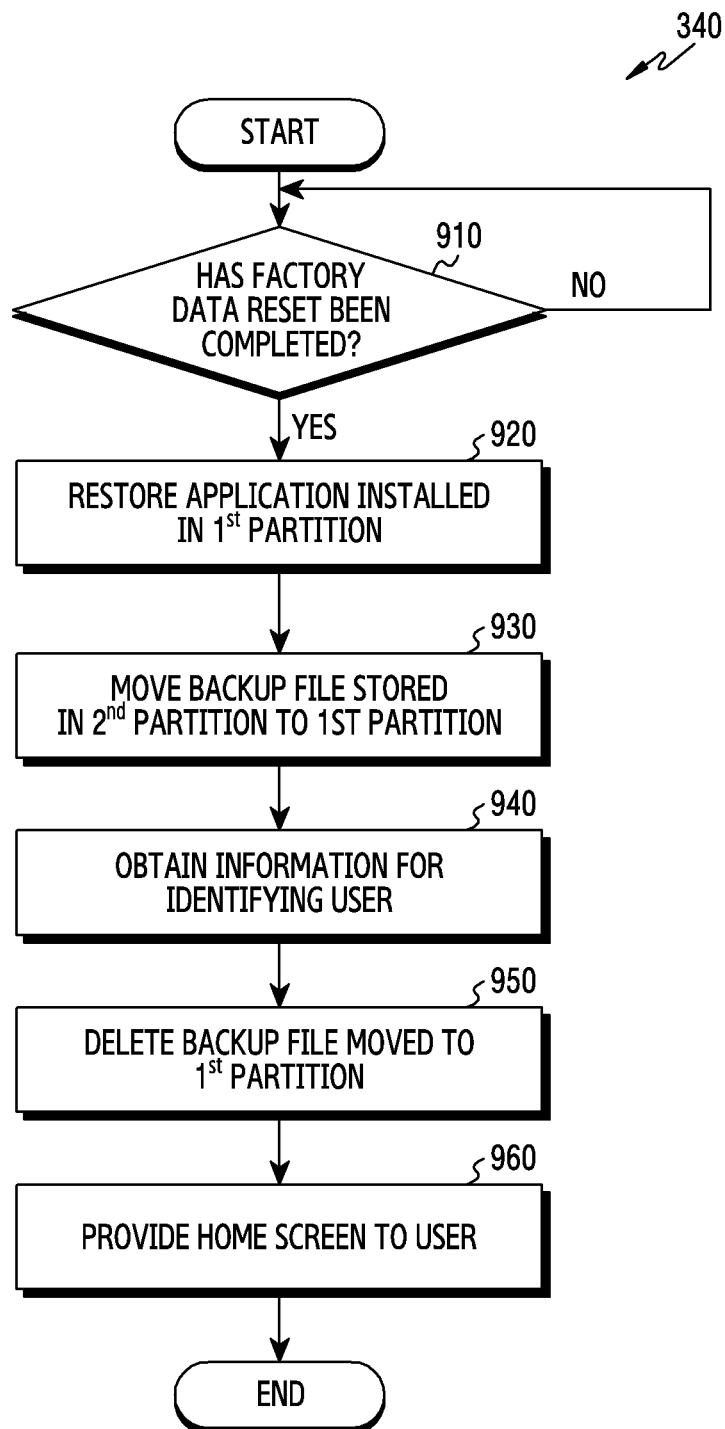 340
START
910
HAS FACTORY
DATA RESET BEEN
COMPLETED?
NO
YES
920
RESTORE APPLICATION INSTALLED
IN 1st PARTITION
930
MOVE BACKUP FILE STORED
IN 2nd PARTITION TO 1ST PARTITION
940
OBTAIN INFORMATION FOR
IDENTIFYING USER
950
DELETE BACKUP FILE MOVED TO
1st PARTITION
960
PROVIDE HOME SCREEN TO USER
END